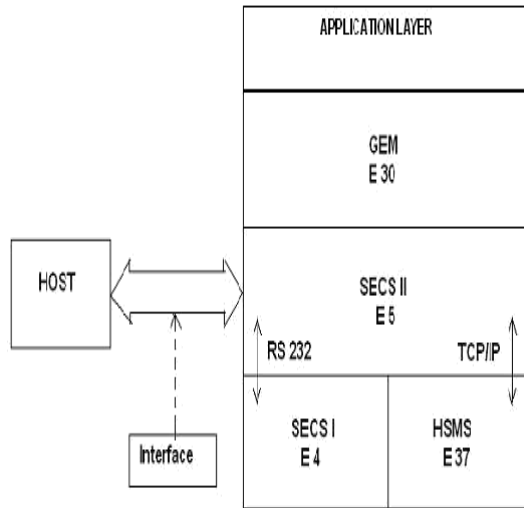 APPLICATION LAYER
GEM
E 30
HOST
SECS II
E 5
RS 232
TCP/IP
SECS I
E 4
HSMS
E 37
Interface